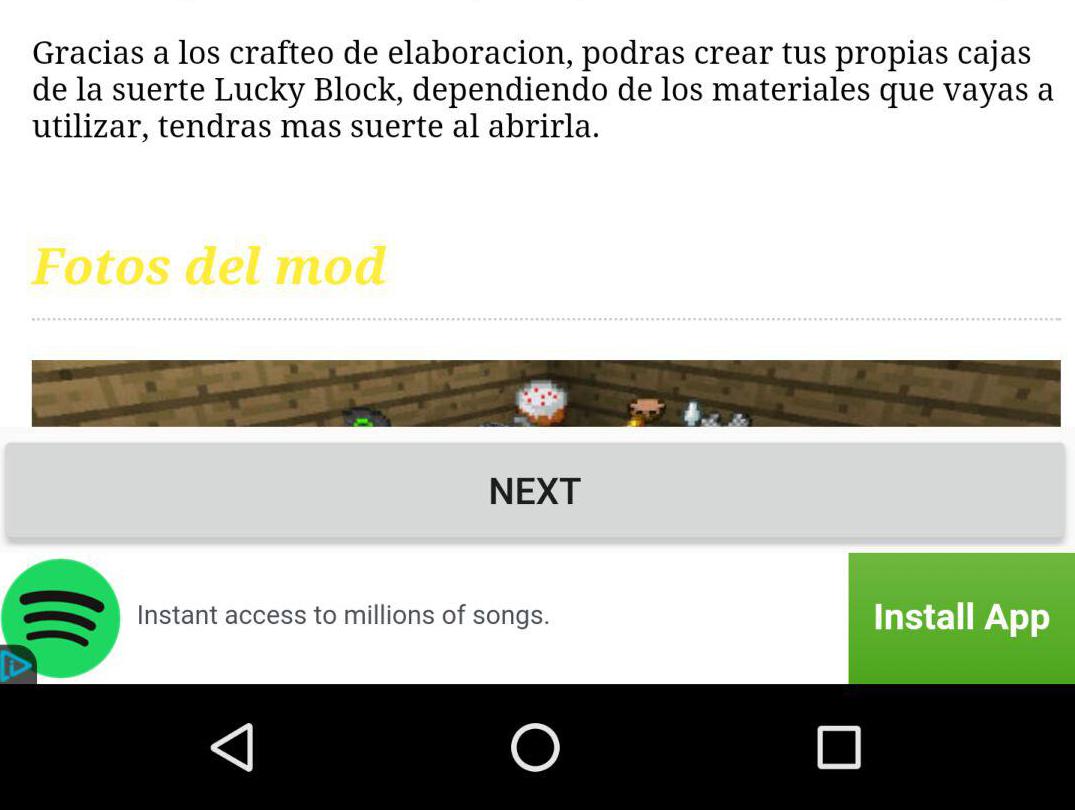 Gracias a los crafteo de elaboracion, podras crear tus propias cajas
de la suerte Lucky Block, dependiendo de los materiales que vayas a
utilizar, tendras mas suerte al abrirla.
Fotos del mod
NEXT
Instant access to millions of songs.
Install App